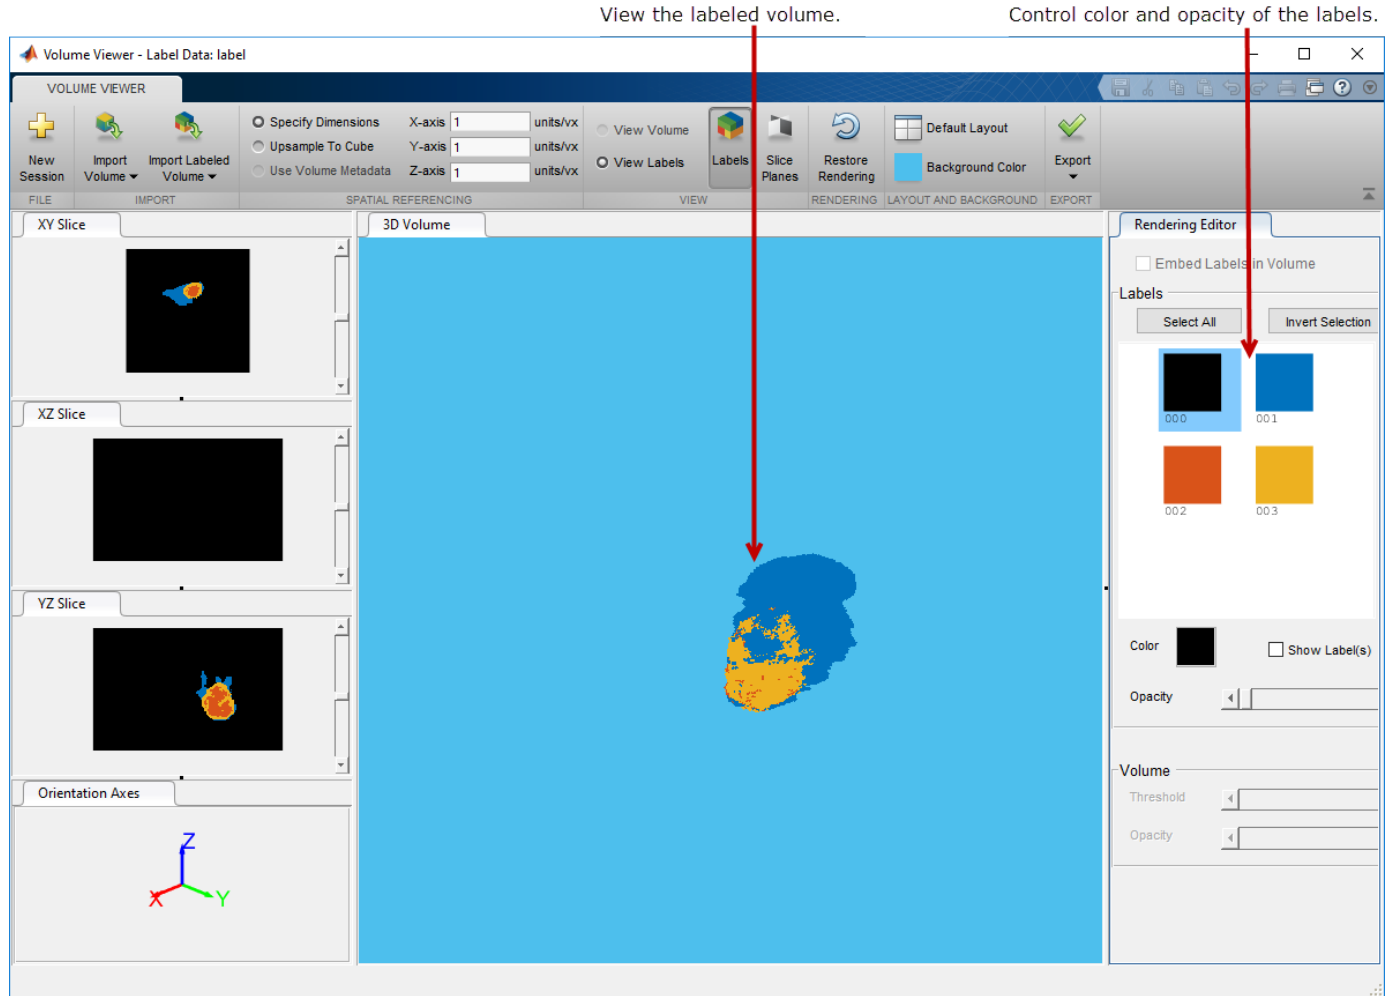 View the labeled volume.
Control color and opacity of the labels.
Volume Viewer - Label Data: label
VOLUME VIEWER
New Session
Import Volume
Import Labeled Volume
Specify Dimensions
Upsample To Cube
Use Volume Metadata
X-axis 1 units/vx
Y-axis 1 units/vx
Z-axis 1 units/vx
View Volume
View Labels
Labels
Slice Planes
Restore Rendering
Default Layout
Background Color
Export
FILE
IMPORT
SPATIAL REFERENCING
VIEW
RENDERING
LAYOUT AND BACKGROUND
EXPORT
XY Slice
XZ Slice
YZ Slice
Orientation Axes
Z
X
Y
3D Volume
Rendering Editor
Embed Labels in Volume
Labels
Select All
Invert Selection
000
001
002
003
Color
Show Label(s)
Opacity
Volume
Threshold
Opacity